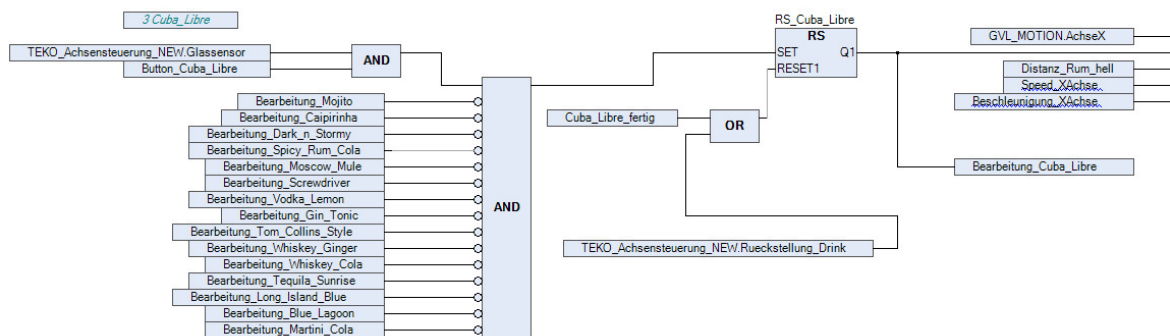 3 Cuba_Libre
TEKO_Achsensteuerung_NEW.Glassensor
Button_Cuba_Libre
AND
Bearbeitung_Mojito
Bearbeitung_Caipirinha
Bearbeitung_Dark_n_Stormy
Bearbeitung_Spicy_Rum_Cola
Bearbeitung_Moscow_Mule
Bearbeitung_Screwdriver
Bearbeitung_Vodka_Lemon
Bearbeitung_Gin_Tonic
Bearbeitung_Tom_Collins_Style
Bearbeitung_Whiskey_Ginger
Bearbeitung_Whiskey_Cola
Bearbeitung_Tequila_Sunrise
Bearbeitung_Long_Island_Blue
Bearbeitung_Blue_Lagoon
Bearbeitung_Martini_Cola
AND
Cuba_Libre_fertig
OR
TEKO_Achsensteuerung_NEW.Rueckstellung_Drink
RS_Cuba_Libre
RS
SET Q1
RESET1
GVL_MOTION.AchseX
Distanz_Rum_hell
Speed_XAchse
Beschleunigung_XAchse
Bearbeitung_Cuba_Libre